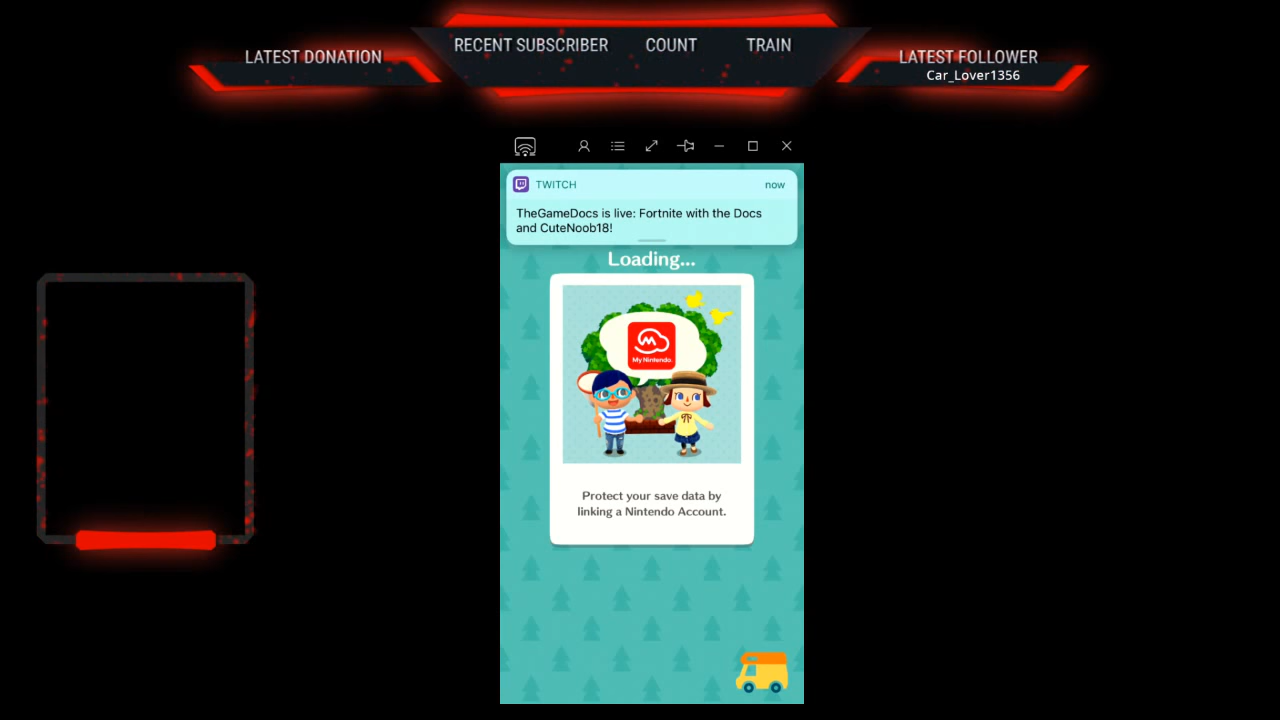 LATEST DONATION
RECENT SUBSCRIBER COUNT TRAIN
LATEST FOLLOWER
Car_Lover1356
TWITCH now
TheGameDocs is live: Fortnite with the Docs
and CuteNoob18!
Loading...
My Nintendo
Protect your save data by
linking a Nintendo Account.